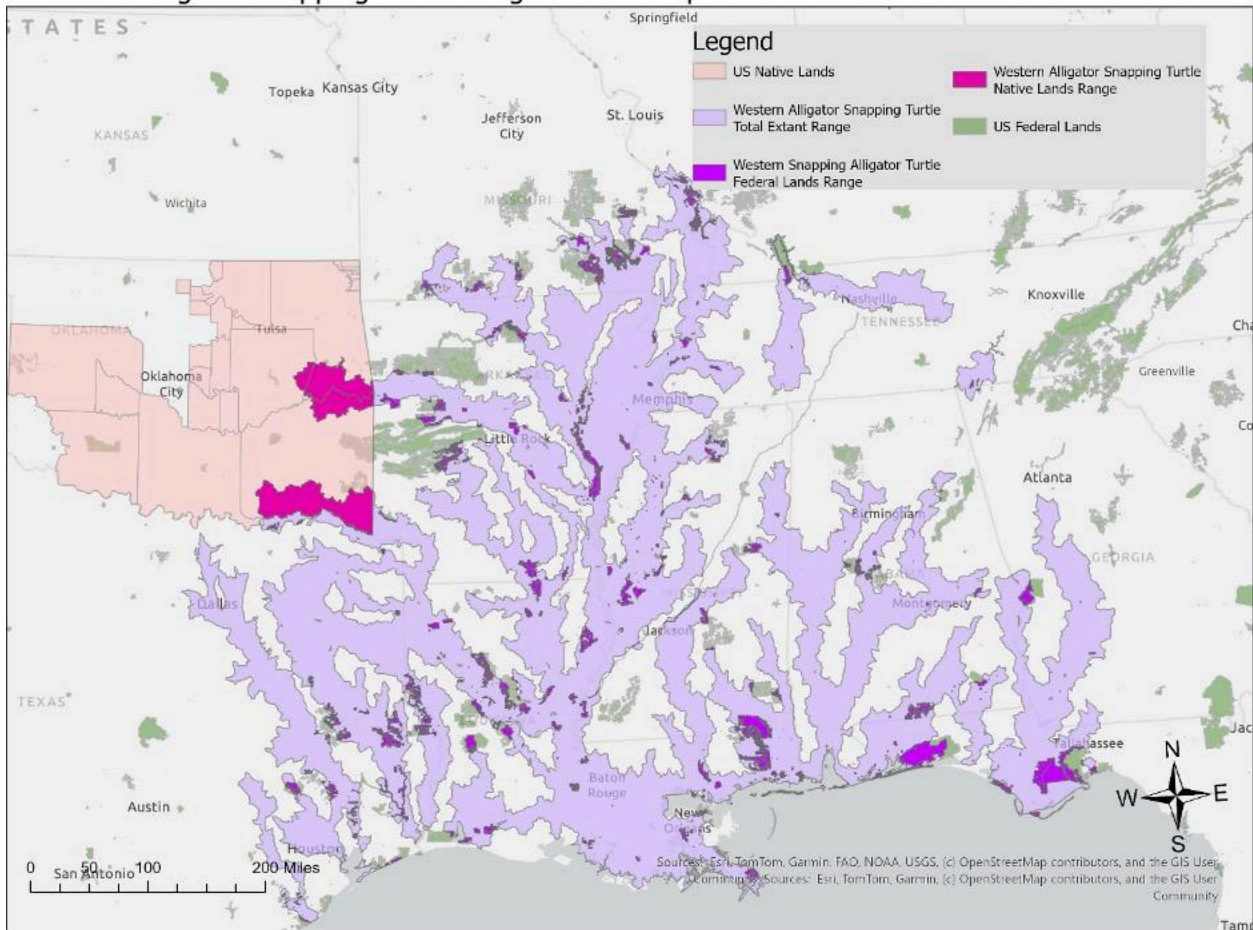 Springfield
STATES
Legend
US Native Lands
Western Alligator Snapping Turtle
Native Lands Range
Western Alligator Snapping Turtle
Total Extant Range
US Federal Lands
Western Snapping Alligator Turtle
Federal Lands Range
Topeka
Kansas City
Jefferson
City
St. Louis
KANSAS
Wichita
MISSOURI
Nashville
TENNESSEE
Knoxville
Greenville
OKLAHOMA
Tulsa
Oklahoma
City
Memphis
Little Rock
Atlanta
Birmingham
GEORGIA
Montgomery
Dallas
Jackson
TEXAS
Tallahassee
Baton
Rouge
New
Orleans
Austin
Houston
San Antonio
N
W
E
S
0
50
100
200 Miles
Sources: Esri, TomTom, Garmin, FAO, NOAA, USGS, (c) OpenStreetMap contributors, and the GIS User
Community, Sources: Esri, TomTom, Garmin, (c) OpenStreetMap contributors, and the GIS User
Community